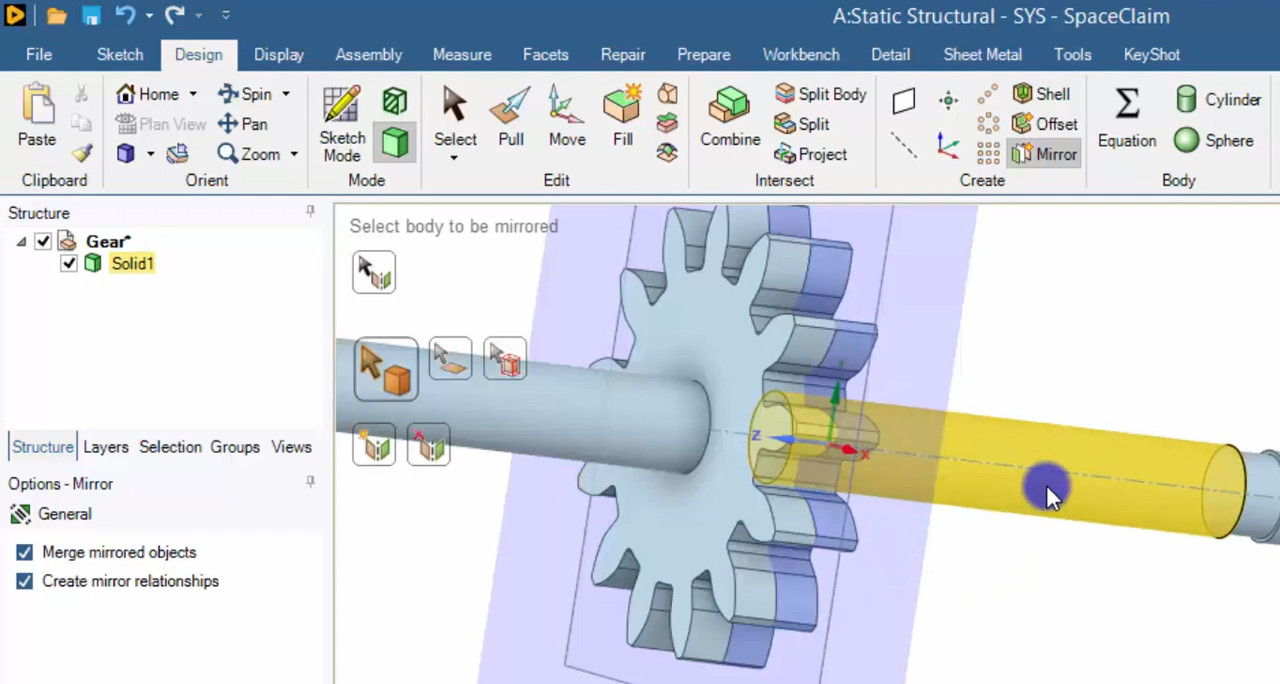 A:Static Structural - SYS - SpaceClaim
File Sketch Design Display Assembly Measure Facets Repair Prepare Workbench Detail Sheet Metal Tools KeyShot
Paste
Clipboard
Home Spin
Plan View Pan
Zoom
Orient
Sketch Mode
Mode
Select Pull Move Fill
Edit
Combine
Split Body
Split
Project
Intersect
Shell
Offset
Mirror
Create
Equation
Cylinder
Sphere
Body
Structure
Gear*
Solid1
Structure Layers Selection Groups Views
Options - Mirror
General
Merge mirrored objects
Create mirror relationships
Select body to be mirrored
Z
X